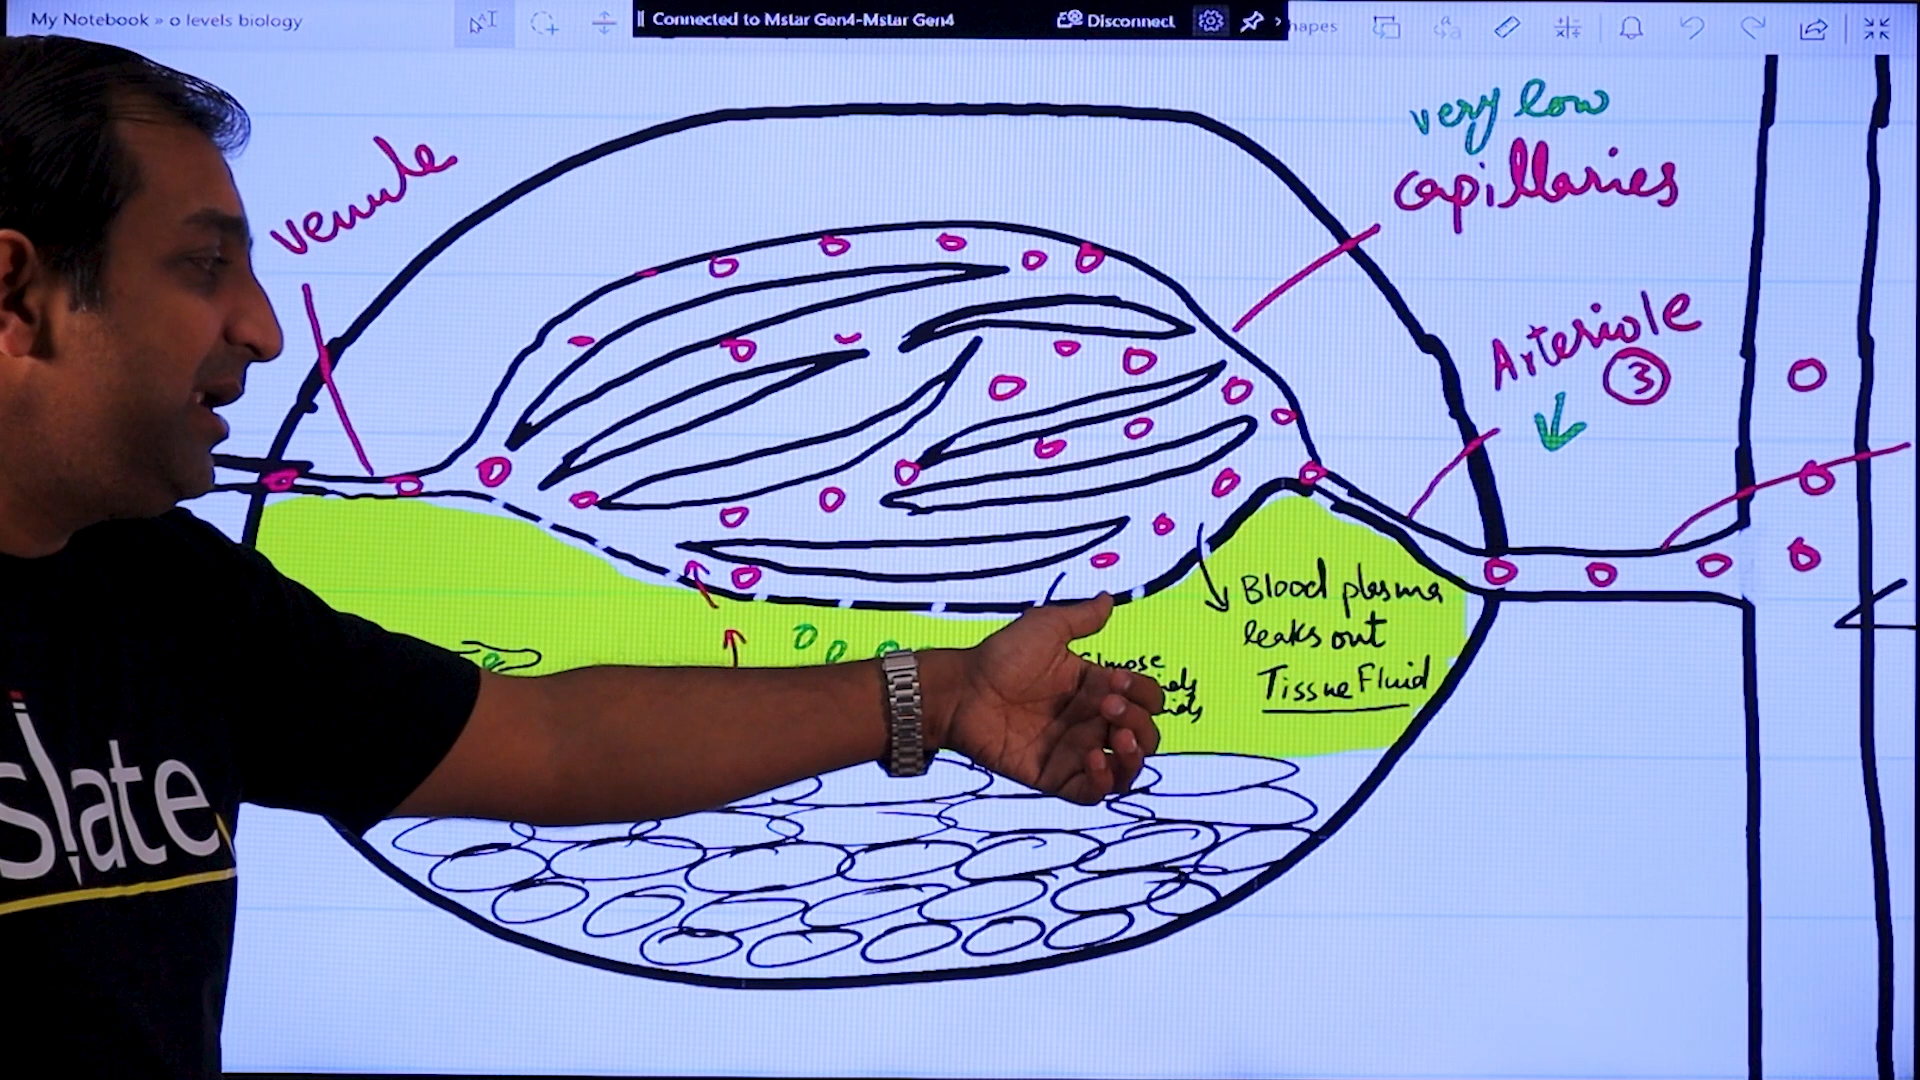 My Notebook » o levels biology
Connected to Mstar Gen4-Mstar Gen4
Disconnect
hapes
very low
capillaries
venule
Arteriole
3
Blood plasma
leaks out
Tissue Fluid
slate